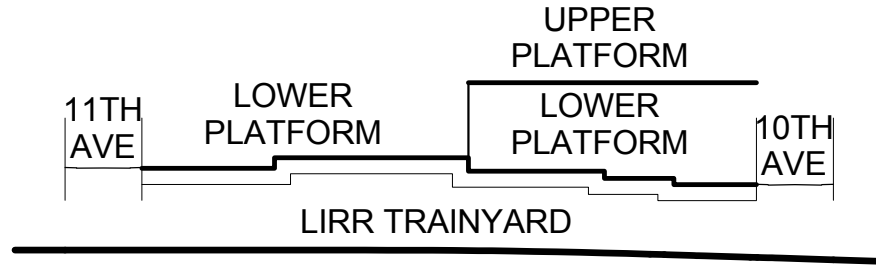 UPPER
PLATFORM
11TH
AVE
LOWER
PLATFORM
LOWER
PLATFORM
10TH
AVE
LIRR TRAINYARD